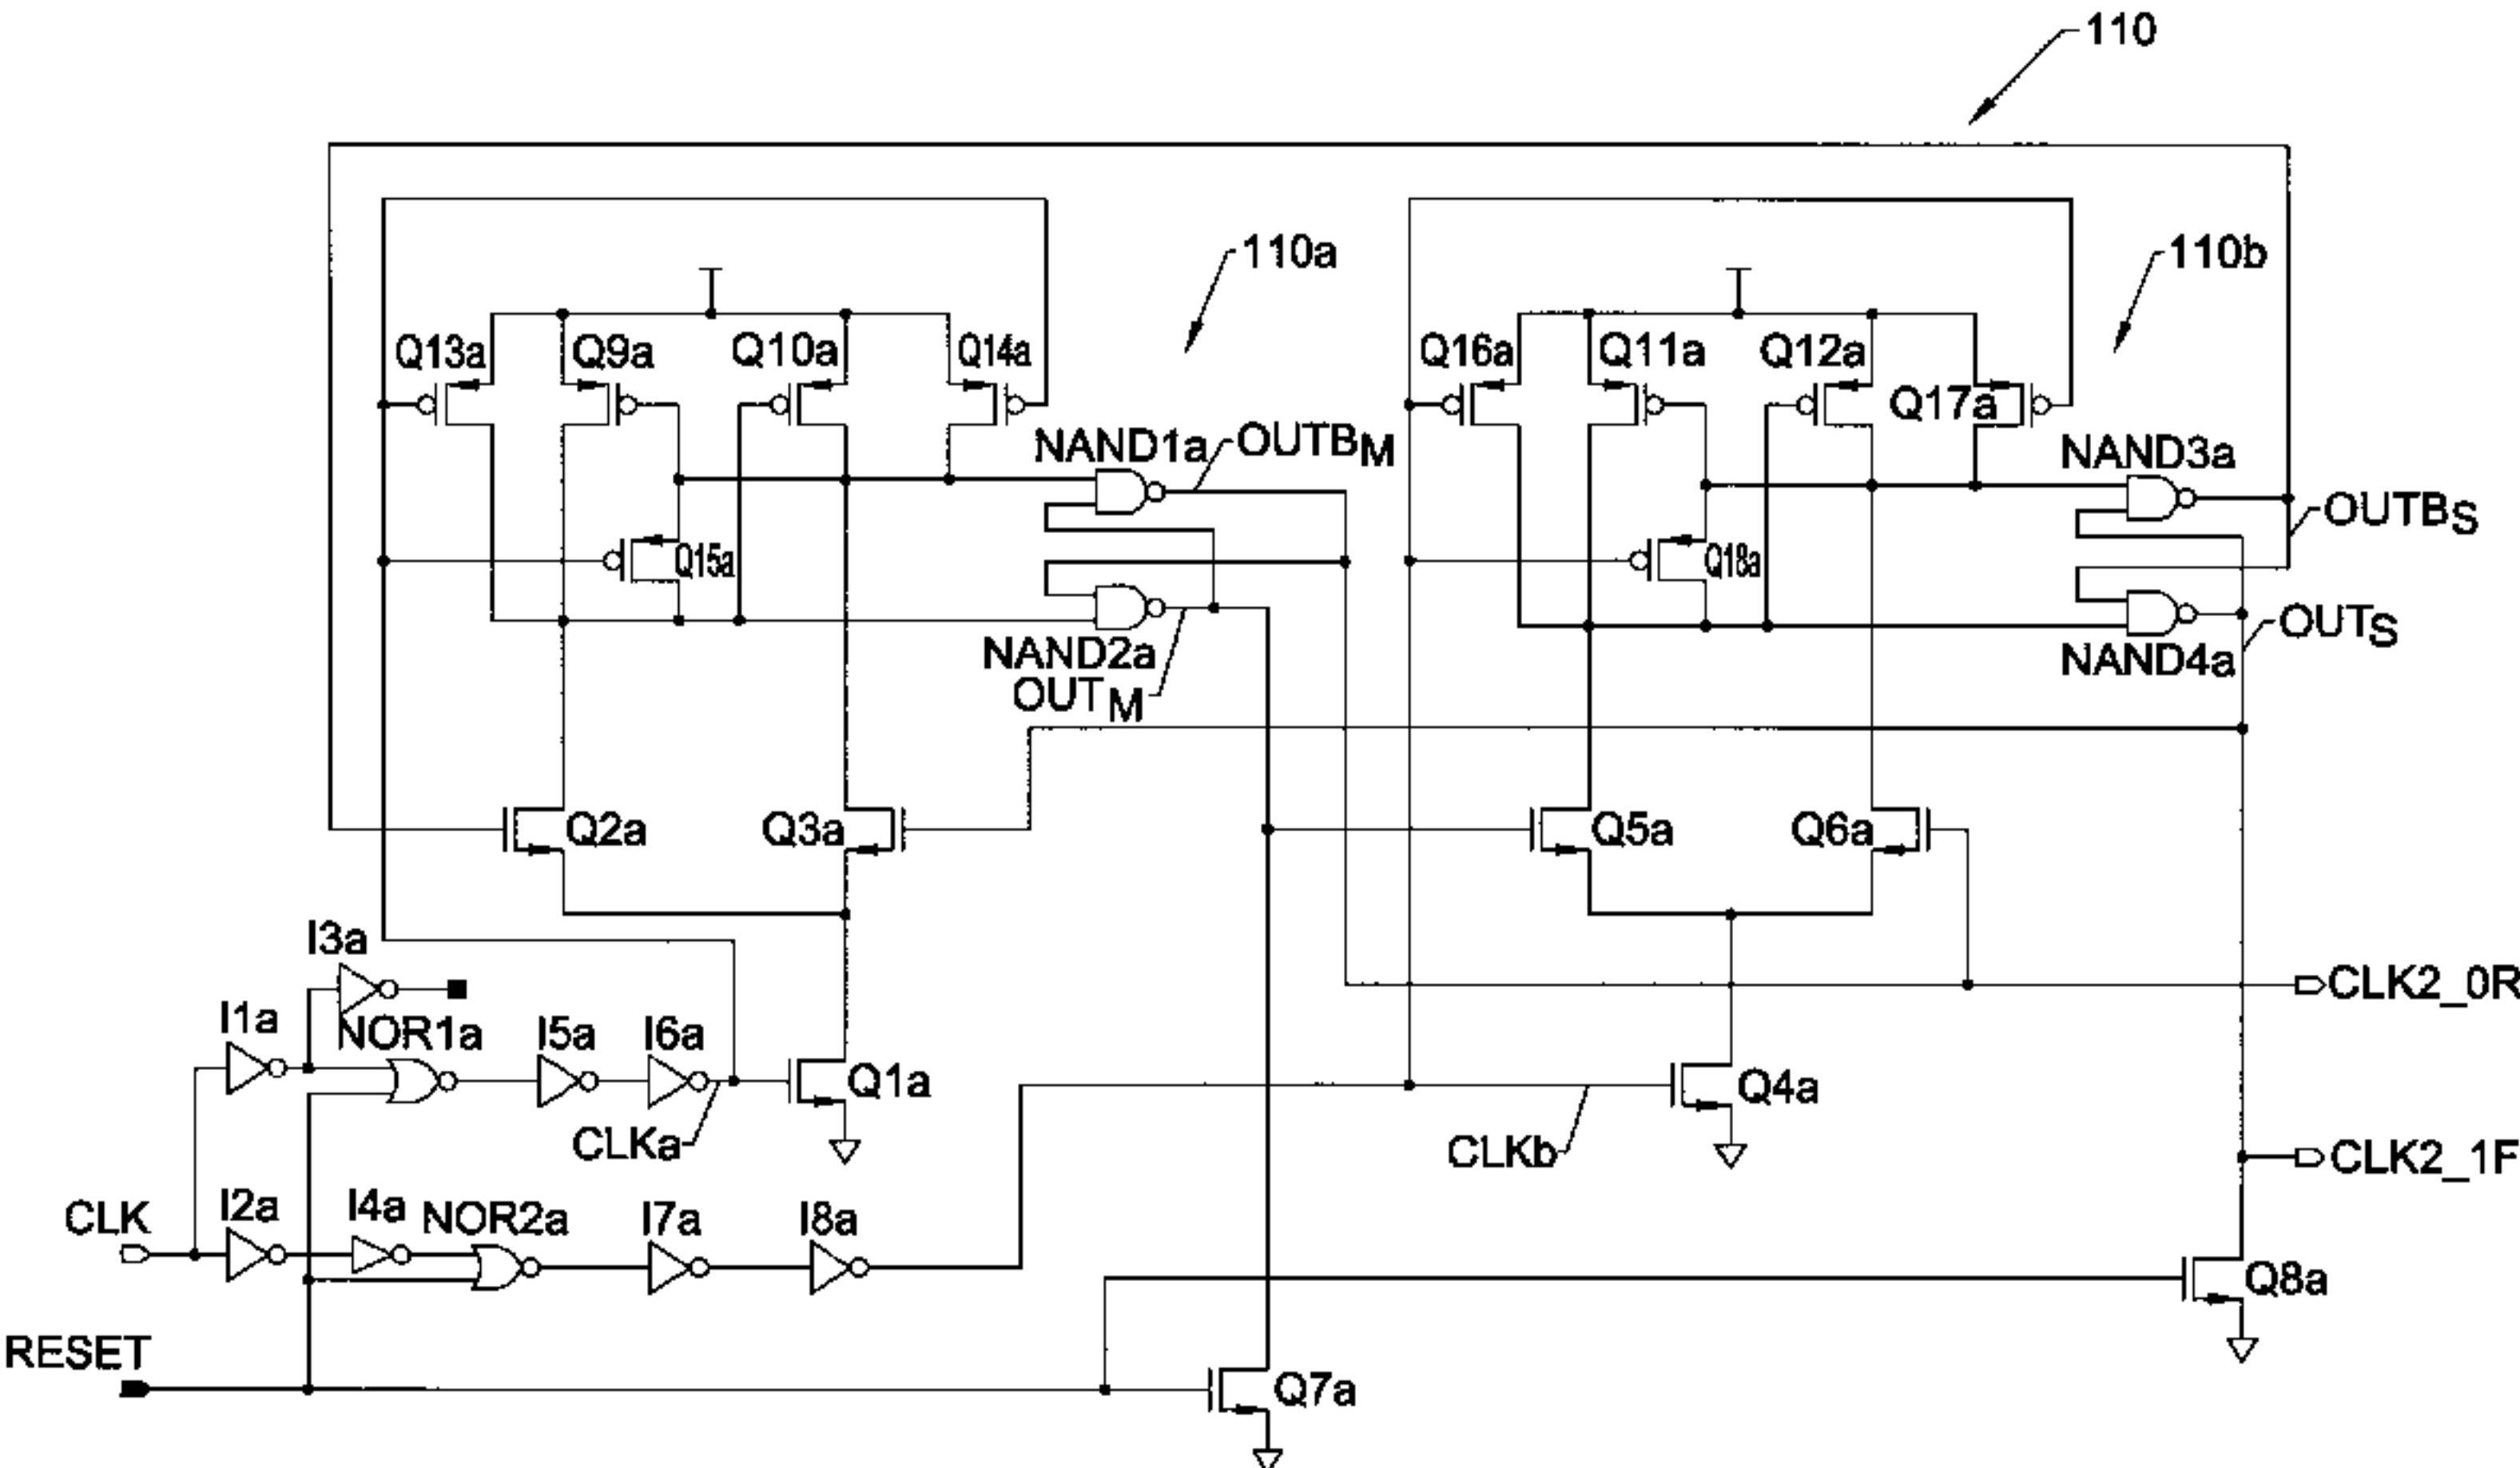 110
110a
110b
Q13a Q9a Q10a Q14a
Q16a Q11a Q12a Q17a
NAND1a OUTBM
NAND3a
OUTBS
Q15a
Q18a
NAND2a
OUTM
OUTS
NAND4a
Q2a Q3a
Q5a Q6a
I3a
CLK2_0R
I1a NOR1a I5a I6a
Q1a
Q4a
CLKa
CLKb
CLK2_1F
CLK I2a I4a NOR2a I7a I8a
Q8a
RESET
Q7a